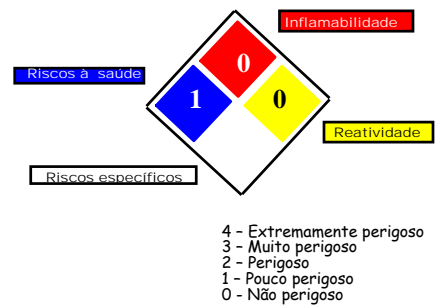 Inflamabilidade
0
Riscos à saúde
1
0
Reatividade
Riscos específicos
4 – Extremamente perigoso
3 – Muito perigoso
2 – Perigoso
1 – Pouco perigoso
0 - Não perigoso